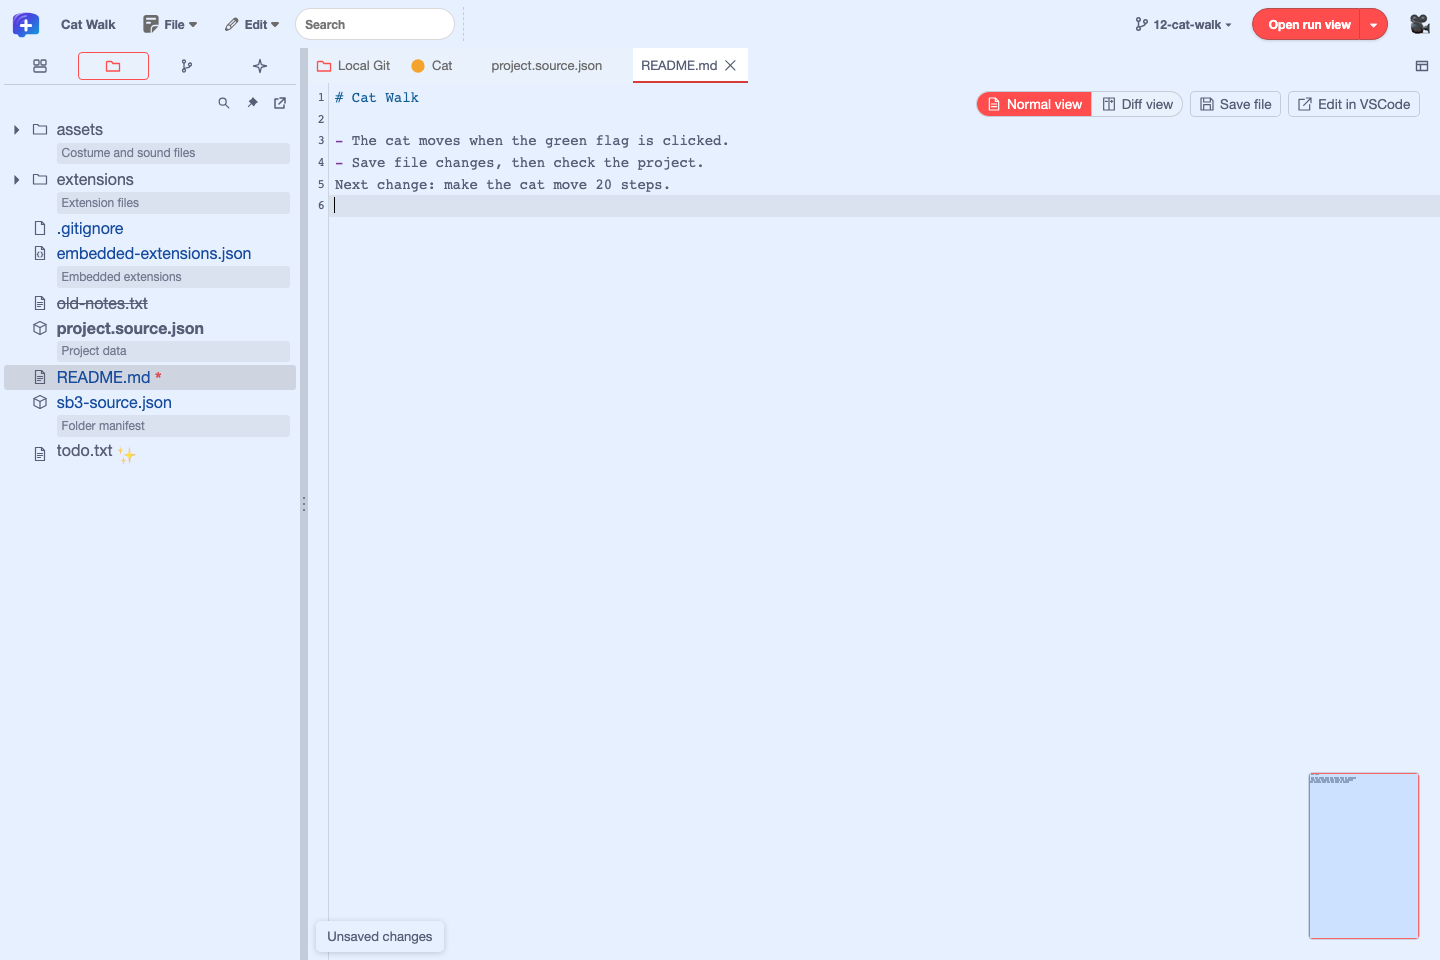 Cat Walk
File
Edit
Search
12-cat-walk
Open run view
Local Git
Cat
project.source.json
README.md
Normal view
Diff view
Save file
Edit in VSCode
assets
Costume and sound files
extensions
Extension files
.gitignore
embedded-extensions.json
Embedded extensions
old-notes.txt
project.source.json
Project data
README.md *
sb3-source.json
Folder manifest
todo.txt
1 # Cat Walk
2
3 - The cat moves when the green flag is clicked.
4 - Save file changes, then check the project.
5 Next change: make the cat move 20 steps.
6
Unsaved changes